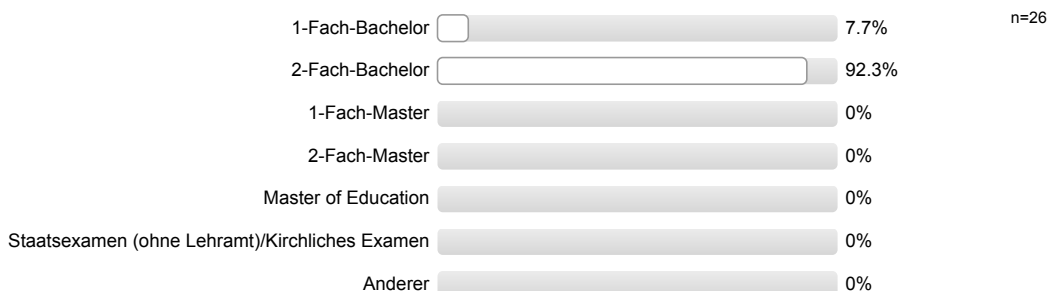 1-Fach-Bachelor 7.7% n=26
2-Fach-Bachelor 92.3%
1-Fach-Master 0%
2-Fach-Master 0%
Master of Education 0%
Staatsexamen (ohne Lehramt)/Kirchliches Examen 0%
Anderer 0%